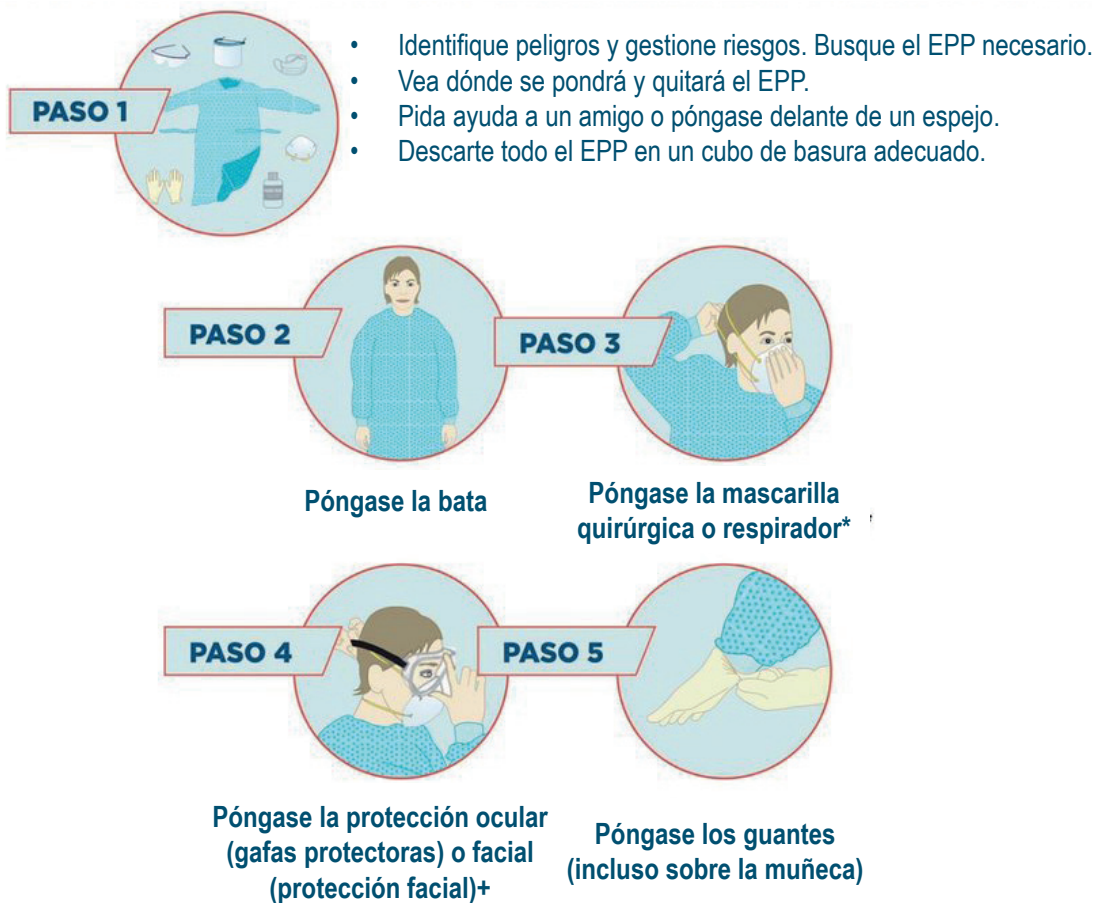 PASO 1
• Identifique peligros y gestione riesgos. Busque el EPP necesario.
• Vea dónde se pondrá y quitará el EPP.
• Pida ayuda a un amigo o póngase delante de un espejo.
• Descarte todo el EPP en un cubo de basura adecuado.
PASO 2
Póngase la bata
PASO 3
Póngase la mascarilla
quirúrgica o respirador*
PASO 4
Póngase la protección ocular
(gafas protectoras) o facial
(protección facial)+
PASO 5
Póngase los guantes
(incluso sobre la muñeca)